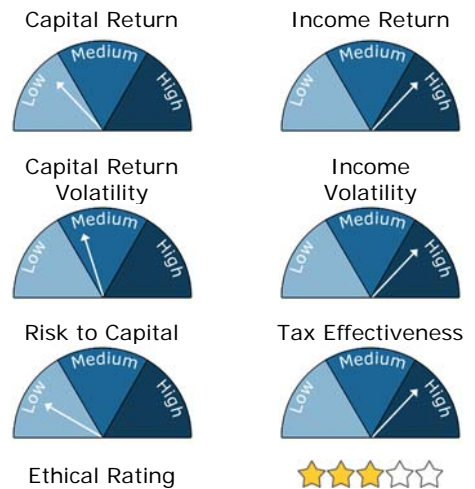 Capital Return
Income Return
Low Medium High
Low Medium High
Capital Return
Volatility
Income
Volatility
Low Medium High
Low Medium High
Risk to Capital
Tax Effectiveness
Low Medium High
Low Medium High
Ethical Rating